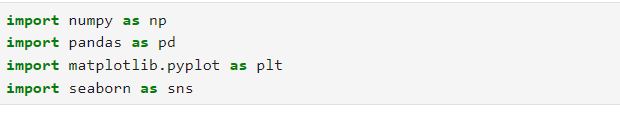 import numpy as np
import pandas as pd
import matplotlib.pyplot as plt
import seaborn as sns